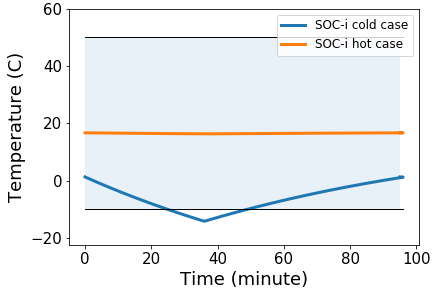 SOC-i cold case
SOC-i hot case
Temperature (C)
60
40
20
0
−20
0 20 40 60 80 100
Time (minute)